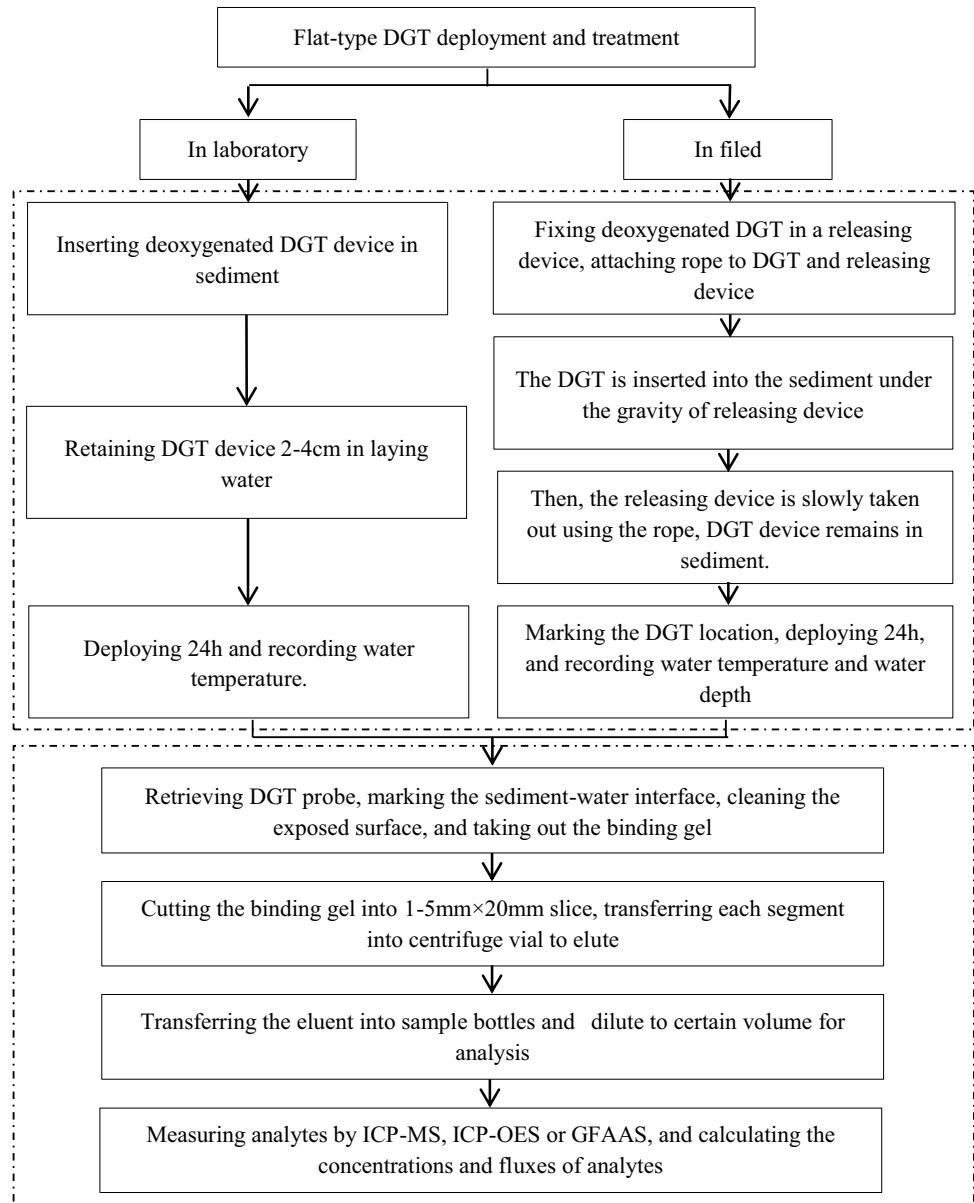 Flat-type DGT deployment and treatment
In laboratory
In filed
Inserting deoxygenated DGT device in
sediment
Retaining DGT device 2-4cm in laying
water
Deploying 24h and recording water
temperature.
Fixing deoxygenated DGT in a releasing
device, attaching rope to DGT and releasing
device
The DGT is inserted into the sediment under
the gravity of releasing device
Then, the releasing device is slowly taken
out using the rope, DGT device remains in
sediment.
Marking the DGT location, deploying 24h,
and recording water temperature and water
depth
Retrieving DGT probe, marking the sediment-water interface, cleaning the
exposed surface, and taking out the binding gel
Cutting the binding gel into 1-5mm×20mm slice, transferring each segment
into centrifuge vial to elute
Transferring the eluent into sample bottles and dilute to certain volume for
analysis
Measuring analytes by ICP-MS, ICP-OES or GFAAS, and calculating the
concentrations and fluxes of analytes